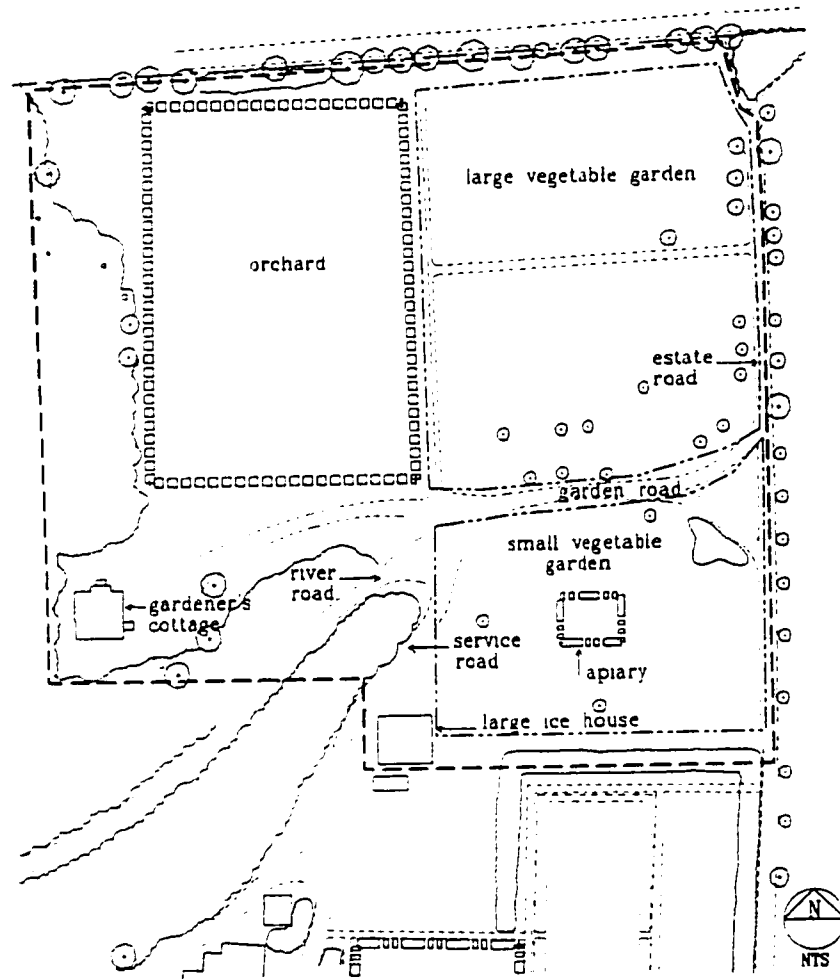 large vegetable garden
orchard
estate
road
garden road
small vegetable
garden
river
road
gardener's
cottage
service
road
apiary
large ice house
N
NTS